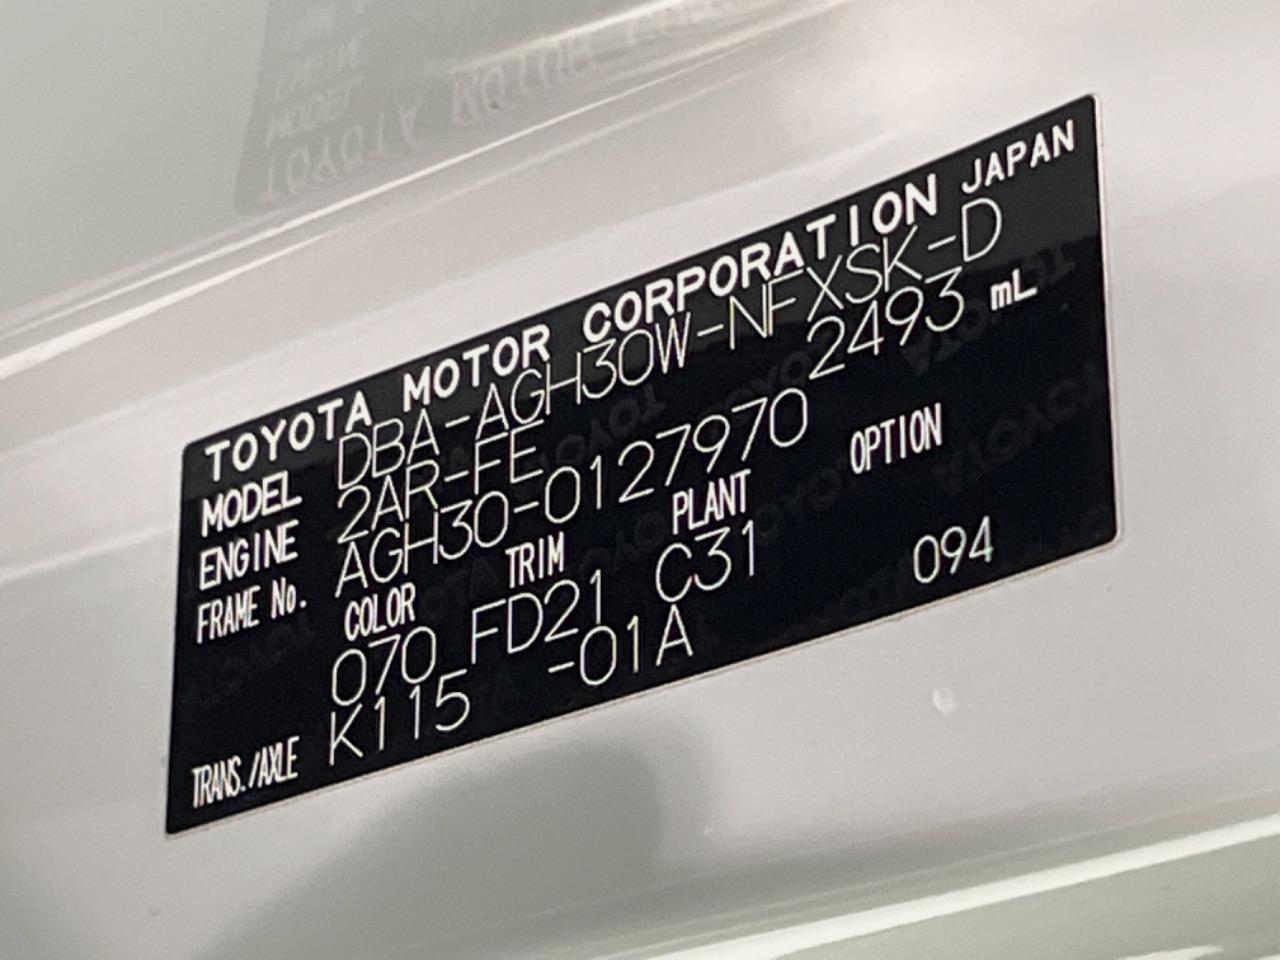 TOYOTA MOTOR CORPORATION JAPAN
MODEL DBA-AGH30W-NFXSK-D
ENGINE 2AR-FE 2493 mL
FRAME No. AGH30-0127970
COLOR TRIM PLANT OPTION
070 FD21 C31 094
TRANS./AXLE K115 -01A